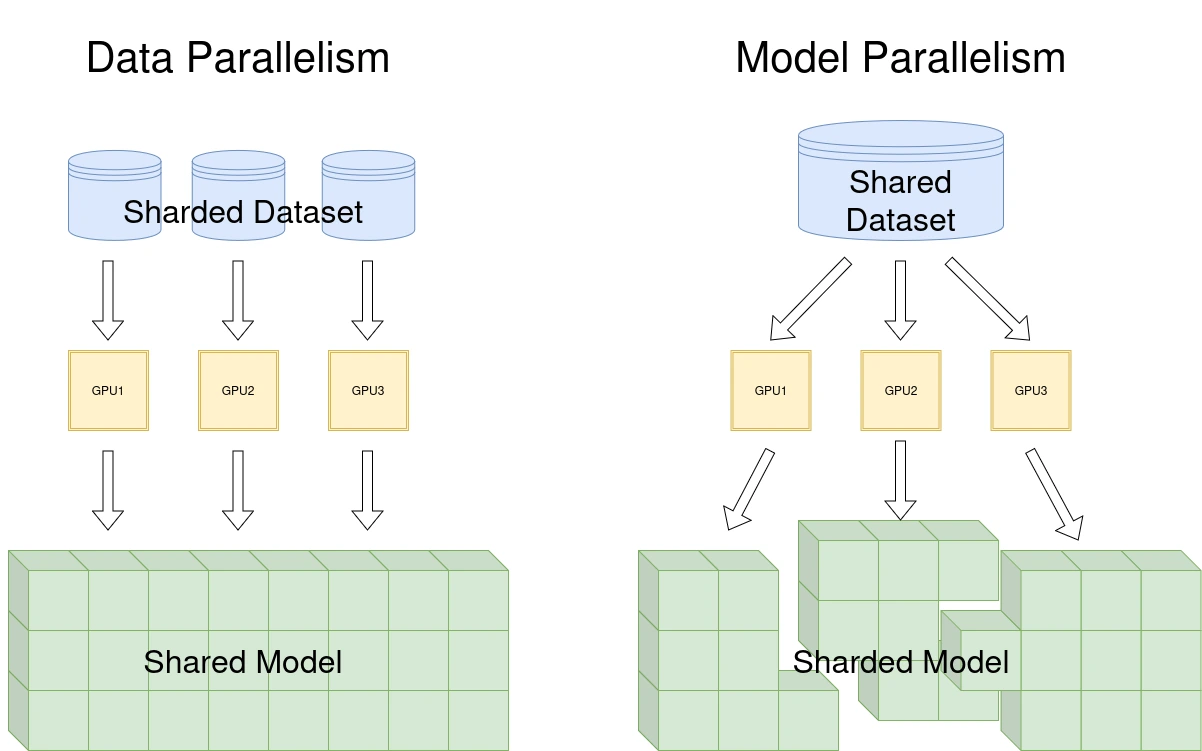 Data Parallelism
Sharded Dataset
GPU1
GPU2
GPU3
Shared Model
Model Parallelism
Shared
Dataset
GPU1
GPU2
GPU3
Sharded Model